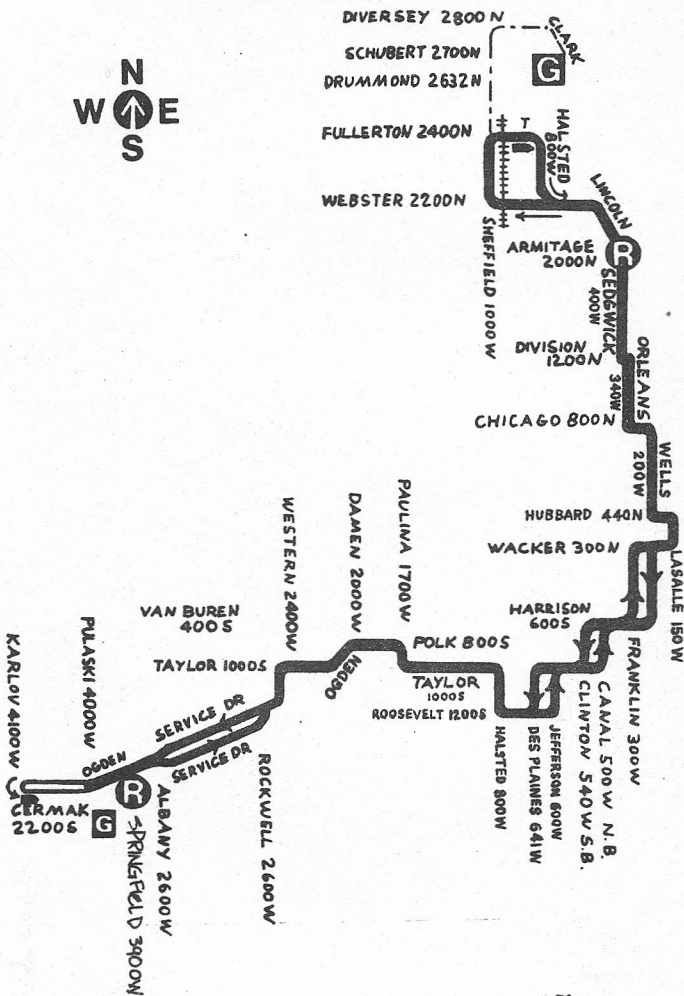 DIVERSEY 2800 N
CLARK
SCHUBERT 2700N
G
DRUMMOND 2632N
N
W E
S
FULLERTON 2400N
T
HALSTED
800W
WEBSTER 2200N
LINCOLN
SHEFFIELD 1000W
ARMITAGE
2000N
R
SEDGWICK
400W
DIVISION
1200N
ORLEANS
340W
CHICAGO 800N
WELLS
200W
HUBBARD 440N
WACKER 300N
LASALLE 150W
HARRISON
600S
FRANKLIN 300W
CANAL 500W N.B.
CLINTON 540W S.B.
JEFFERSON 600W
DES PLAINES 641W
HALSTED 800W
POLK 800S
TAYLOR
1000S
ROOSEVELT 1200S
PAULINA 1700W
DAMEN 2000W
OGDEN
WESTERN 2400W
VAN BUREN
400S
TAYLOR 1000S
SERVICE DR
SERVICE DR
ROCKWELL 2600W
PULASKI 4000W
OGDEN
KARLOV 4100W
CERMAK
2200S
G
R
ALBANY 2600W
SPRINGFIELD 3900W